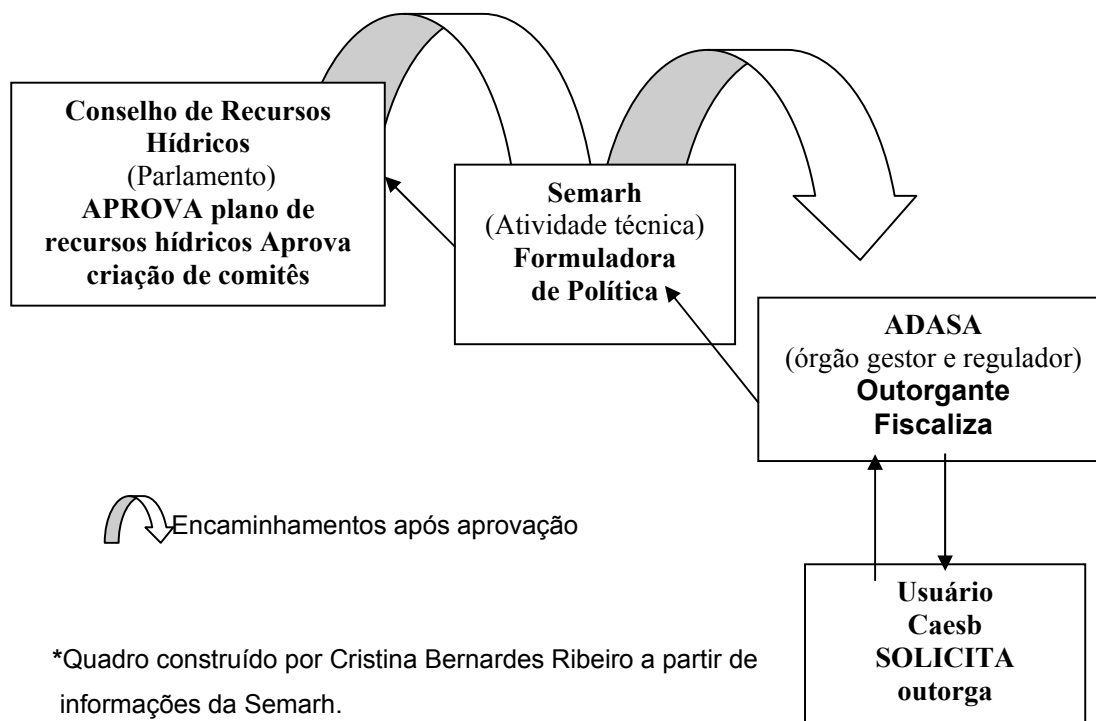 Conselho de Recursos
Hídricos
(Parlamento)
APROVA plano de
recursos hídricos Aprova
criação de comitês
Semarh
(Atividade técnica)
Formuladora
de Política
ADASA
(órgão gestor e regulador)
Outorgante
Fiscaliza
Encaminhamentos após aprovação
Usuário
Caesb
SOLICITA
outorga
*Quadro construído por Cristina Bernardes Ribeiro a partir de
informações da Semarh.